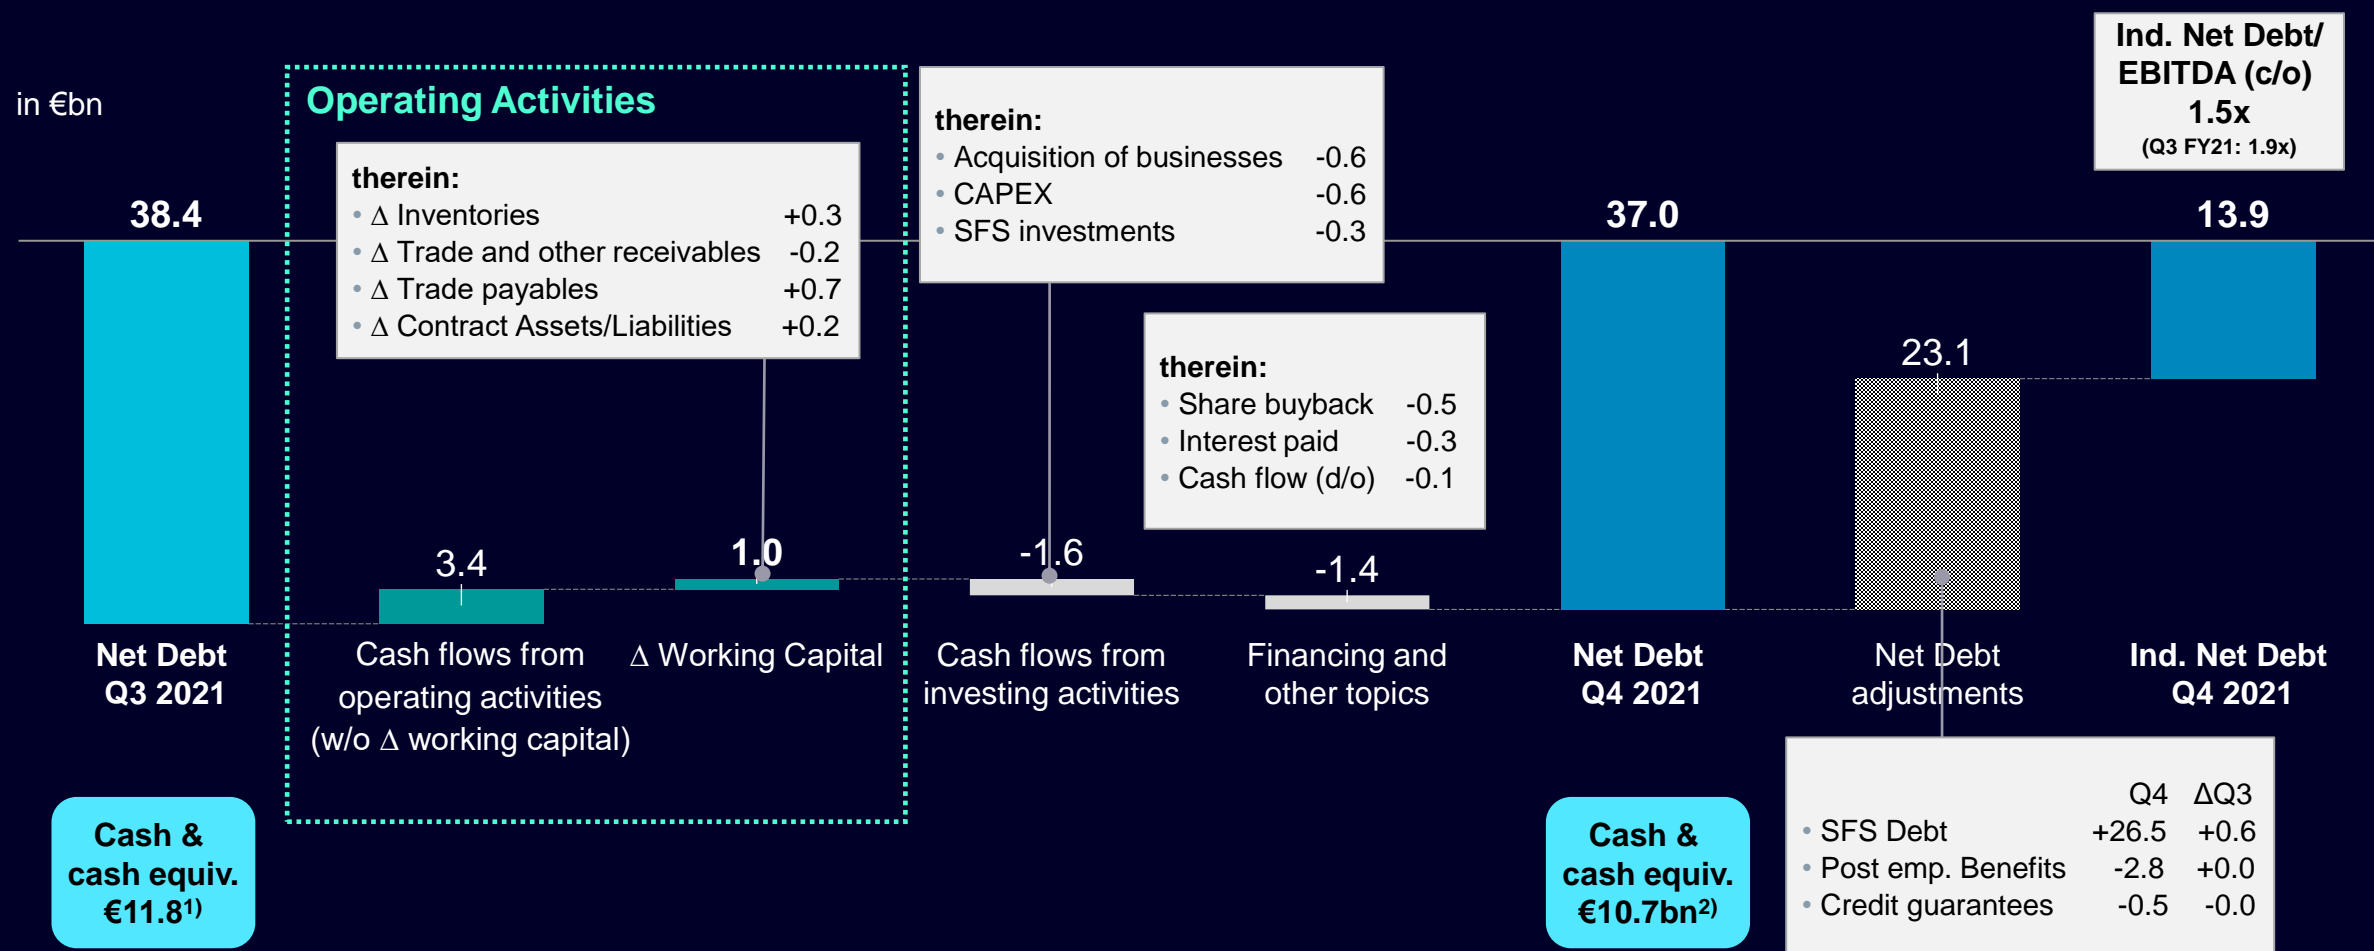 in €bn
Operating Activities
therein:
• Δ Inventories +0.3
• Δ Trade and other receivables -0.2
• Δ Trade payables +0.7
• Δ Contract Assets/Liabilities +0.2
therein:
• Acquisition of businesses -0.6
• CAPEX -0.6
• SFS investments -0.3
therein:
• Share buyback -0.5
• Interest paid -0.3
• Cash flow (d/o) -0.1
Ind. Net Debt/
EBITDA (c/o)
1.5x
(Q3 FY21: 1.9x)
38.4
3.4
1.0
-1.6
-1.4
37.0
23.1
13.9
Net Debt
Q3 2021
Cash flows from
operating activities
(w/o Δ working capital)
Δ Working Capital
Cash flows from
investing activities
Financing and
other topics
Net Debt
Q4 2021
Net Debt
adjustments
Ind. Net Debt
Q4 2021
Cash &
cash equiv.
€11.8¹⁾
Cash &
cash equiv.
€10.7bn²⁾
Q4 ΔQ3
• SFS Debt +26.5 +0.6
• Post emp. Benefits -2.8 +0.0
• Credit guarantees -0.5 -0.0